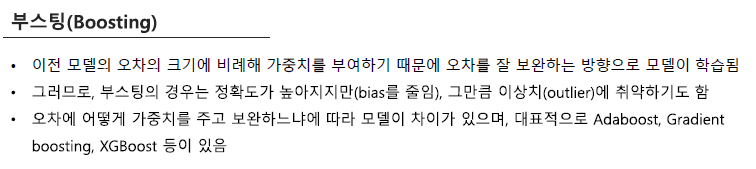 부스팅(Boosting)
• 이전 모델의 오차의 크기에 비례해 가중치를 부여하기 때문에 오차를 잘 보완하는 방향으로 모델이 학습됨
• 그러므로, 부스팅의 경우는 정확도가 높아지지만(bias를 줄임), 그만큼 이상치(outlier)에 취약하기도 함
• 오차에 어떻게 가중치를 주고 보완하느냐에 따라 모델이 차이가 있으며, 대표적으로 Adaboost, Gradient
boosting, XGBoost 등이 있음